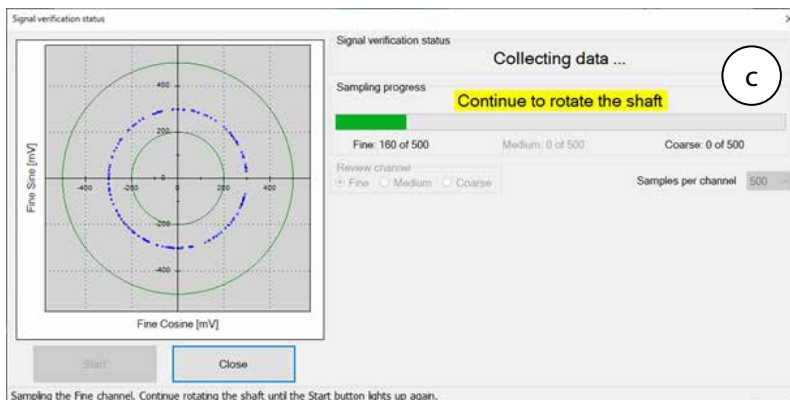 Signal verification status
Signal verification status
Collecting data ...
C
Sampling progress
Continue to rotate the shaft
Fine: 160 of 500 Medium: 0 of 500 Coarse: 0 of 500
Review channel
Fine Medium Coarse
Samples per channel 500
Fine Sine [mV]
400
200
-400 -200 0 200 400
0
-200
-400
Fine Cosine [mV]
Start Close
Sampling the Fine channel. Continue rotating the shaft until the Start button lights up again.